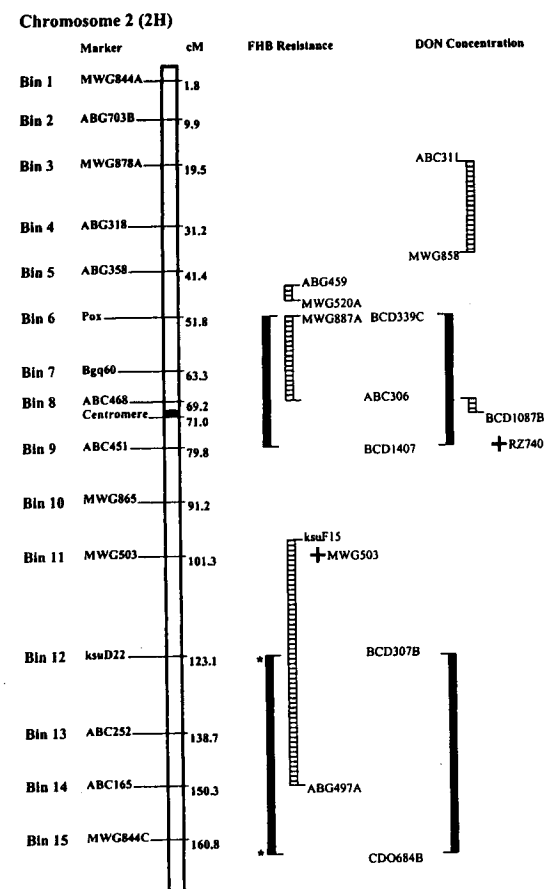 Chromosome 2 (2H)
Marker cM FHB Resistance DON Concentration
Bin 1 MWG844A 1.8
Bin 2 ABG703B 9.9
ABC311
Bin 3 MWG878A 19.5
Bin 4 ABG318 31.2
MWG858
Bin 5 ABG358 41.4
ABG459
MWG520A
Bin 6 Pox 51.8 MWG887A BCD339C
Bin 7 Bgq60 63.3
Bin 8 ABC468 69.2 ABC306
Centromere 71.0 BCD1087B
RZ740
Bin 9 ABC451 79.8 BCD1407
Bin 10 MWG865 91.2
ksuF15
Bin 11 MWG503 101.3 MWG503
Bin 12 ksuD22 123.1 * BCD307B
Bin 13 ABC252 138.7
Bin 14 ABC165 150.3 ABG497A
Bin 15 MWG844C 160.8
* CDO684B